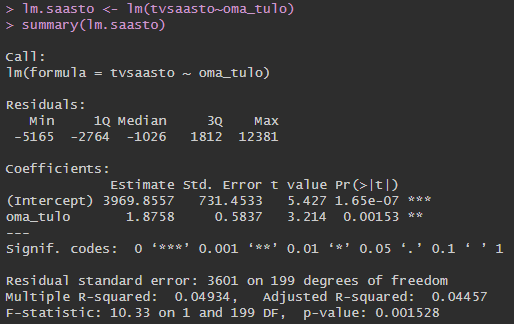 > lm.saasto <- lm(tvsaasto~oma_tulo)
> summary(lm.saasto)
Call:
lm(formula = tvsaasto ~ oma_tulo)
Residuals:
Min 1Q Median 3Q Max
-5165 -2764 -1026 1812 12381
Coefficients:
Estimate Std. Error t value Pr(>|t|)
(Intercept) 3969.8557 731.4533 5.427 1.65e-07 ***
oma_tulo 1.8758 0.5837 3.214 0.00153 **
---
Signif. codes: 0 ‘***’ 0.001 ‘**’ 0.01 ‘*’ 0.05 ‘.’ 0.1 ‘ ’ 1
Residual standard error: 3601 on 199 degrees of freedom
Multiple R-squared: 0.04934, Adjusted R-squared: 0.04457
F-statistic: 10.33 on 1 and 199 DF, p-value: 0.001528